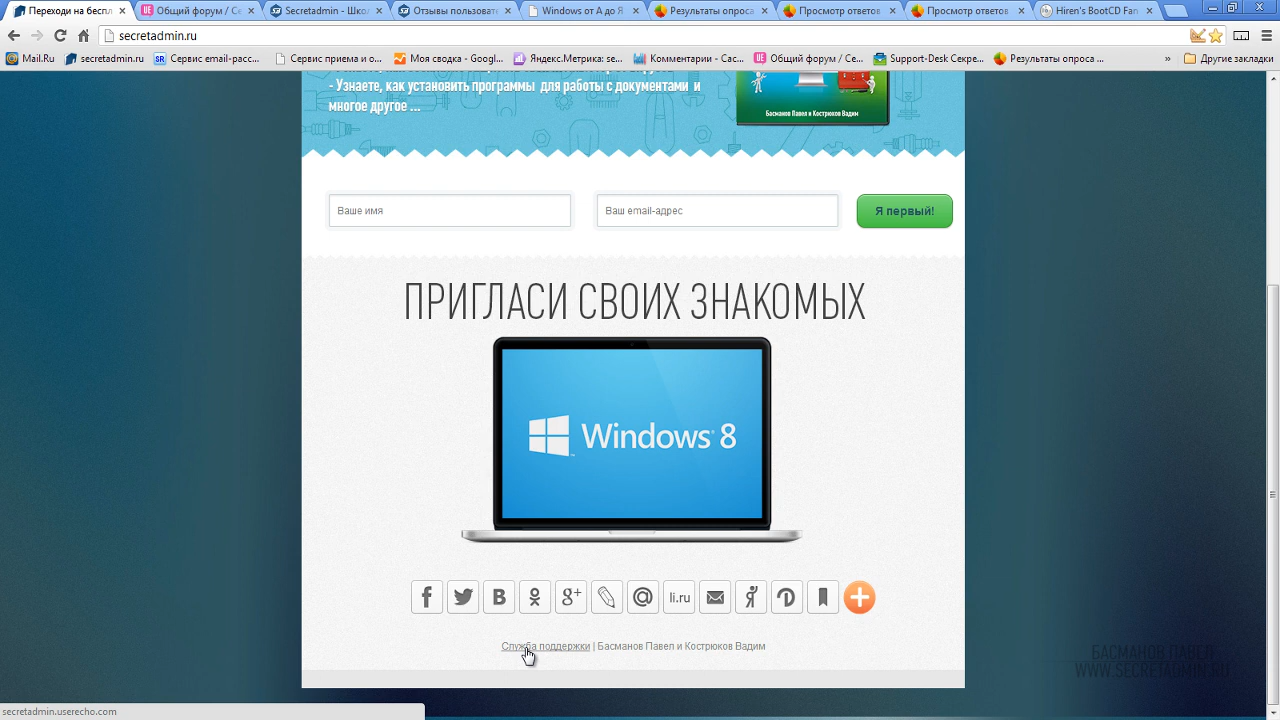 Переходи на беспл
Общий форум / Се
Secretadmin - Школ
Отзывы пользовате
Windows от А до Я
Результаты опроса
Просмотр ответов
Просмотр ответов
Hiren's BootCD Fan
secretadmin.ru
Mail.Ru
secretadmin.ru
Сервис email-расс...
Сервис приема и о...
Моя сводка - Googl...
Яндекс.Метрика: se...
Комментарии - Cас...
Общий форум / Се...
Support-Desk Секре...
Результаты опроса ...
»
Другие закладки
- Узнаете, как установить программы для работы с документами и
многое другое ...
Басманов Павел и Кострюков Вадим
Ваше имя
Ваш email-адрес
Я первый!
ПРИГЛАСИ СВОИХ ЗНАКОМЫХ
Windows 8
li.ru
Служба поддержки | Басманов Павел и Кострюков Вадим
БАСМАНОВ ПАВЕЛ
WWW.SECRETADMIN.RU
secretadmin.userecho.com